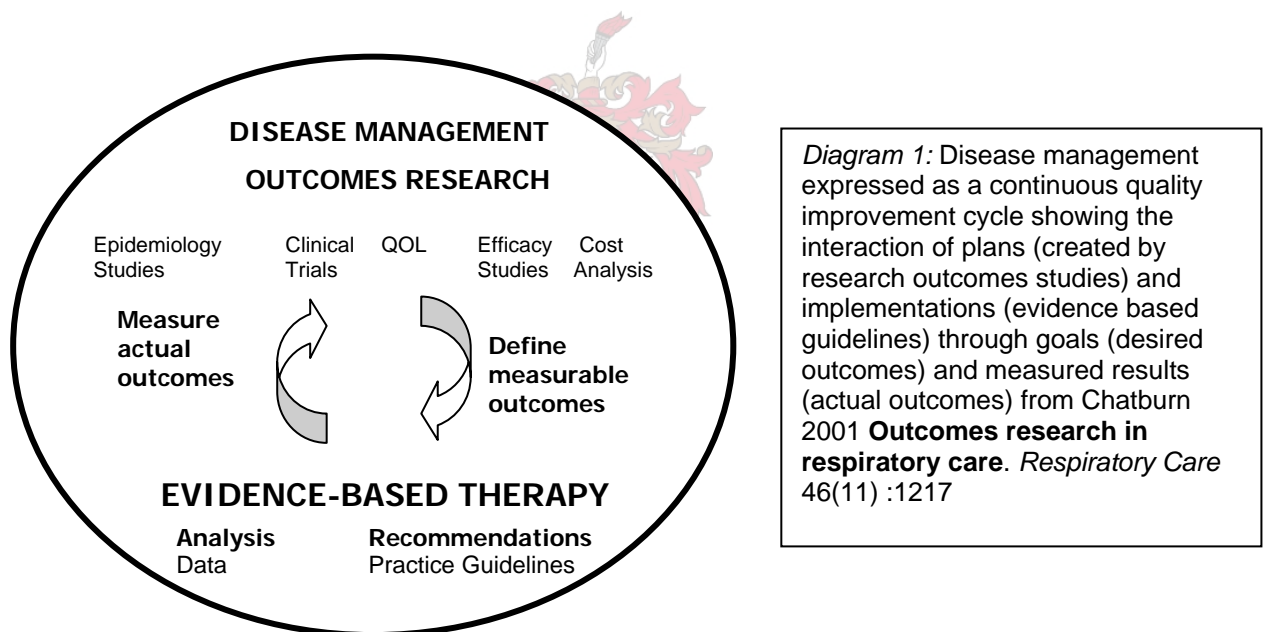 DISEASE MANAGEMENT
OUTCOMES RESEARCH
Epidemiology Studies
Clinical Trials
QOL
Efficacy Studies
Cost Analysis
Measure
actual
outcomes
Define
measurable
outcomes
EVIDENCE-BASED THERAPY
Analysis
Data
Recommendations
Practice Guidelines
Diagram 1: Disease management
expressed as a continuous quality
improvement cycle showing the
interaction of plans (created by
research outcomes studies) and
implementations (evidence based
guidelines) through goals (desired
outcomes) and measured results
(actual outcomes) from Chatburn
2001 Outcomes research in
respiratory care. Respiratory Care
46(11) :1217